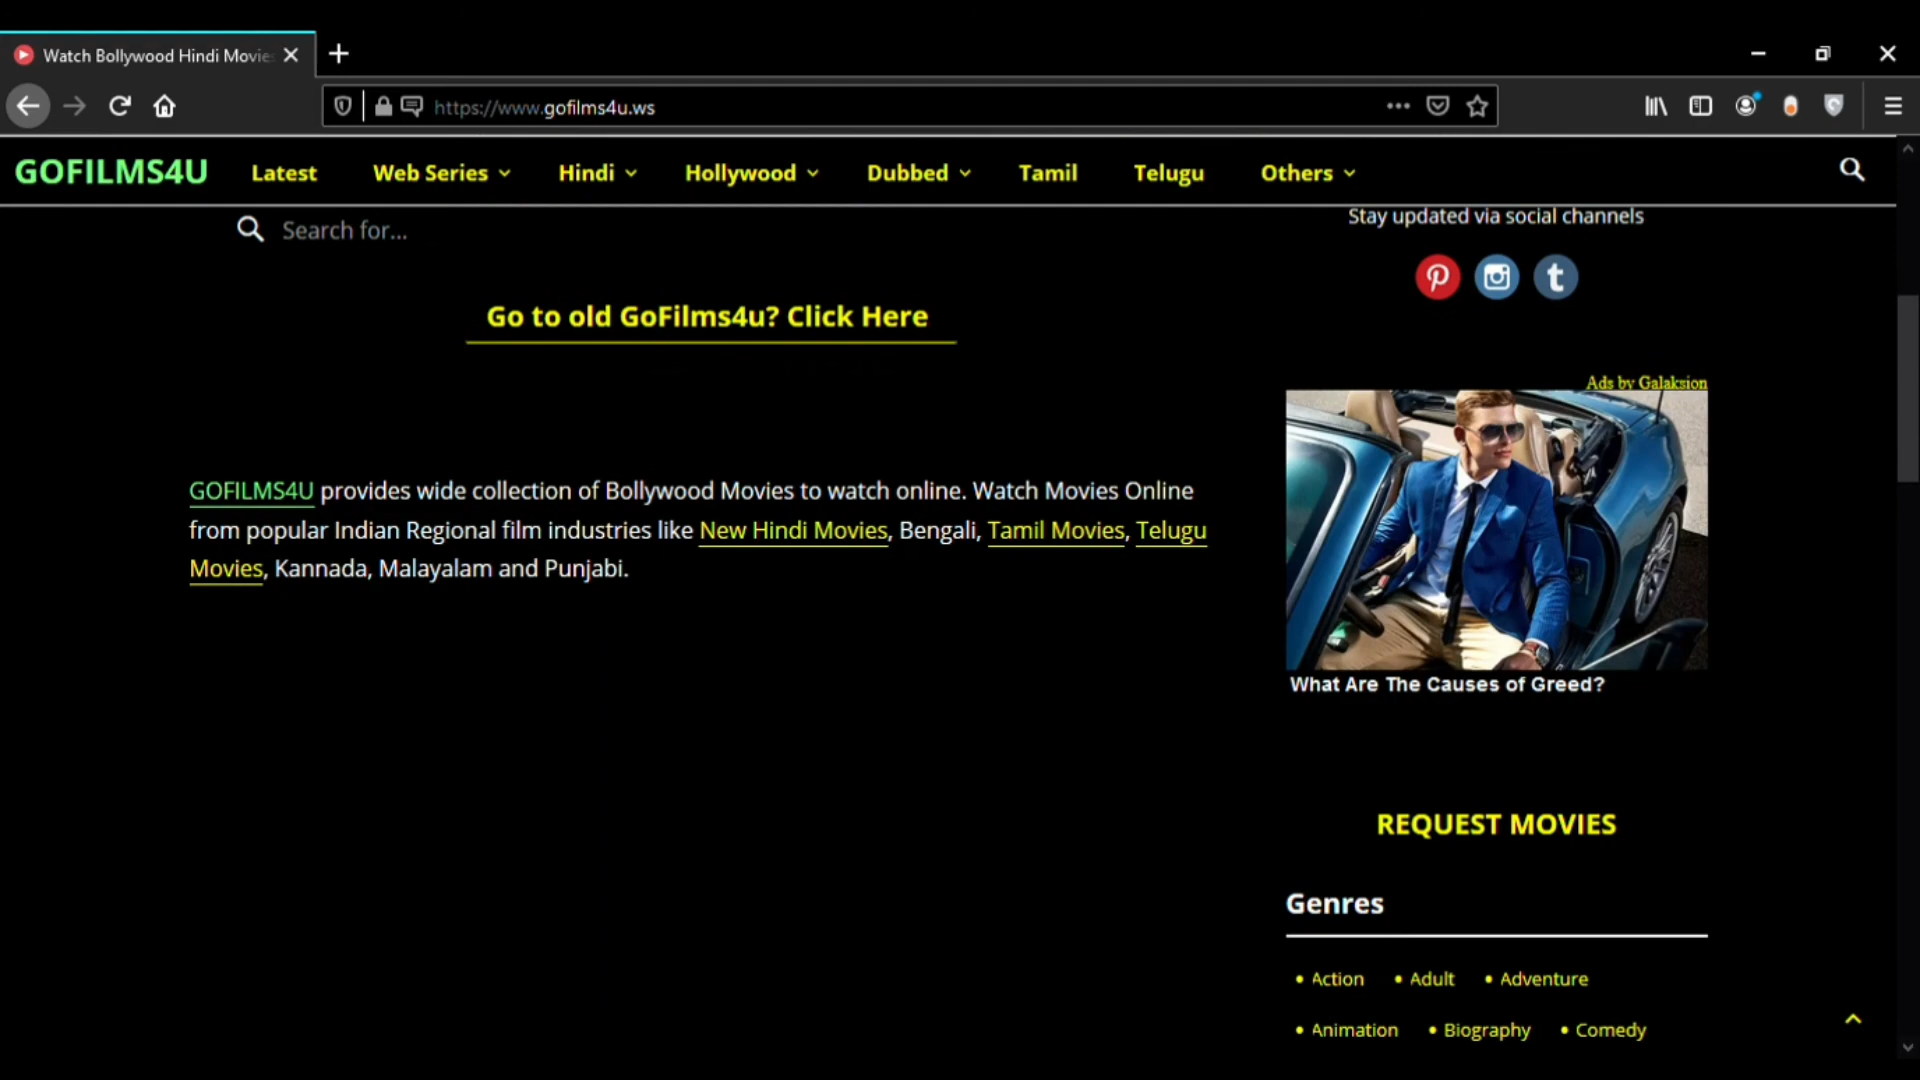 Watch Bollywood Hindi Movie
https://www.gofilms4u.ws
GOFILMS4U Latest Web Series Hindi Hollywood Dubbed Tamil Telugu Others
Search for...
Stay updated via social channels
Go to old GoFilms4u? Click Here
GOFILMS4U provides wide collection of Bollywood Movies to watch online. Watch Movies Online
from popular Indian Regional film industries like New Hindi Movies, Bengali, Tamil Movies, Telugu
Movies, Kannada, Malayalam and Punjabi.
Ads by Galaksion
What Are The Causes of Greed?
REQUEST MOVIES
Genres
• Action • Adult • Adventure
• Animation • Biography • Comedy